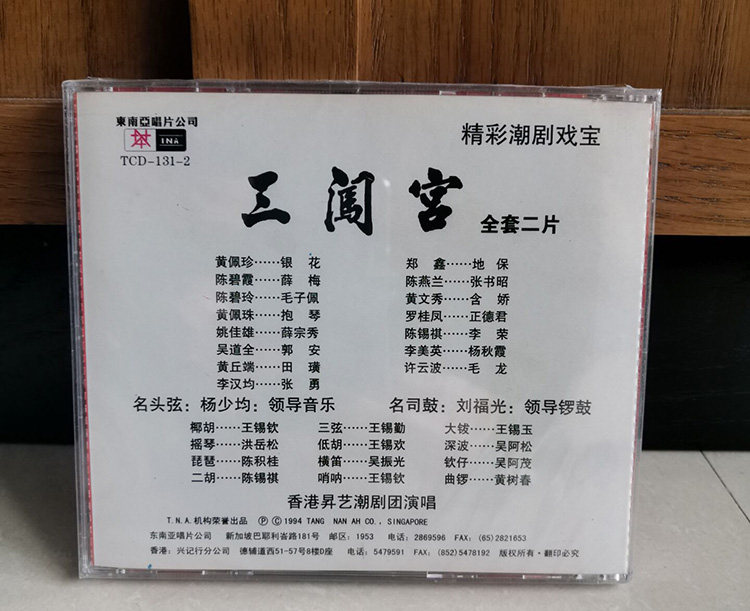 東南亞唱片公司
TNA
TCD-131-2
精彩潮剧戏宝
三闯宫 全套二片
黄佩珍……银花 郑鑫……地保
陈碧霞……薛梅 陈燕兰……张书昭
陈碧玲……毛子佩 黄文秀……含娇
黄佩珠……抱琴 罗桂凤……正德君
姚佳雄……薛宗秀 陈锡祺……李荣
吴道全……郭安 李美英……杨秋霞
黄丘端……田璜 许云波……毛龙
李汉均……张勇
名头弦：杨少均：领导音乐 名司鼓：刘福光：领导锣鼓
椰胡……王锡钦 三弦……王锡勤 大钹……王锡玉
摇琴……洪岳松 低胡……王锡欢 深波……吴阿松
琵琶……陈积桂 横笛……吴振光 钦仔……吴阿茂
二胡……陈锡祺 哨呐……王锡钦 曲锣……黄树春
香港昇艺潮剧团演唱
T.N.A.机构荣誉出品 Ⓟ Ⓒ 1994 TANG NAN AH CO., SINGAPORE
东南亚唱片公司 新加坡巴耶利峇路181号 邮区：1953 电话：2869596 FAX：(65)2821653
香港：兴记行分公司 德辅道西51-57号8楼D座 电话：5479591 FAX：(852)5478192 版权所有·翻印必究